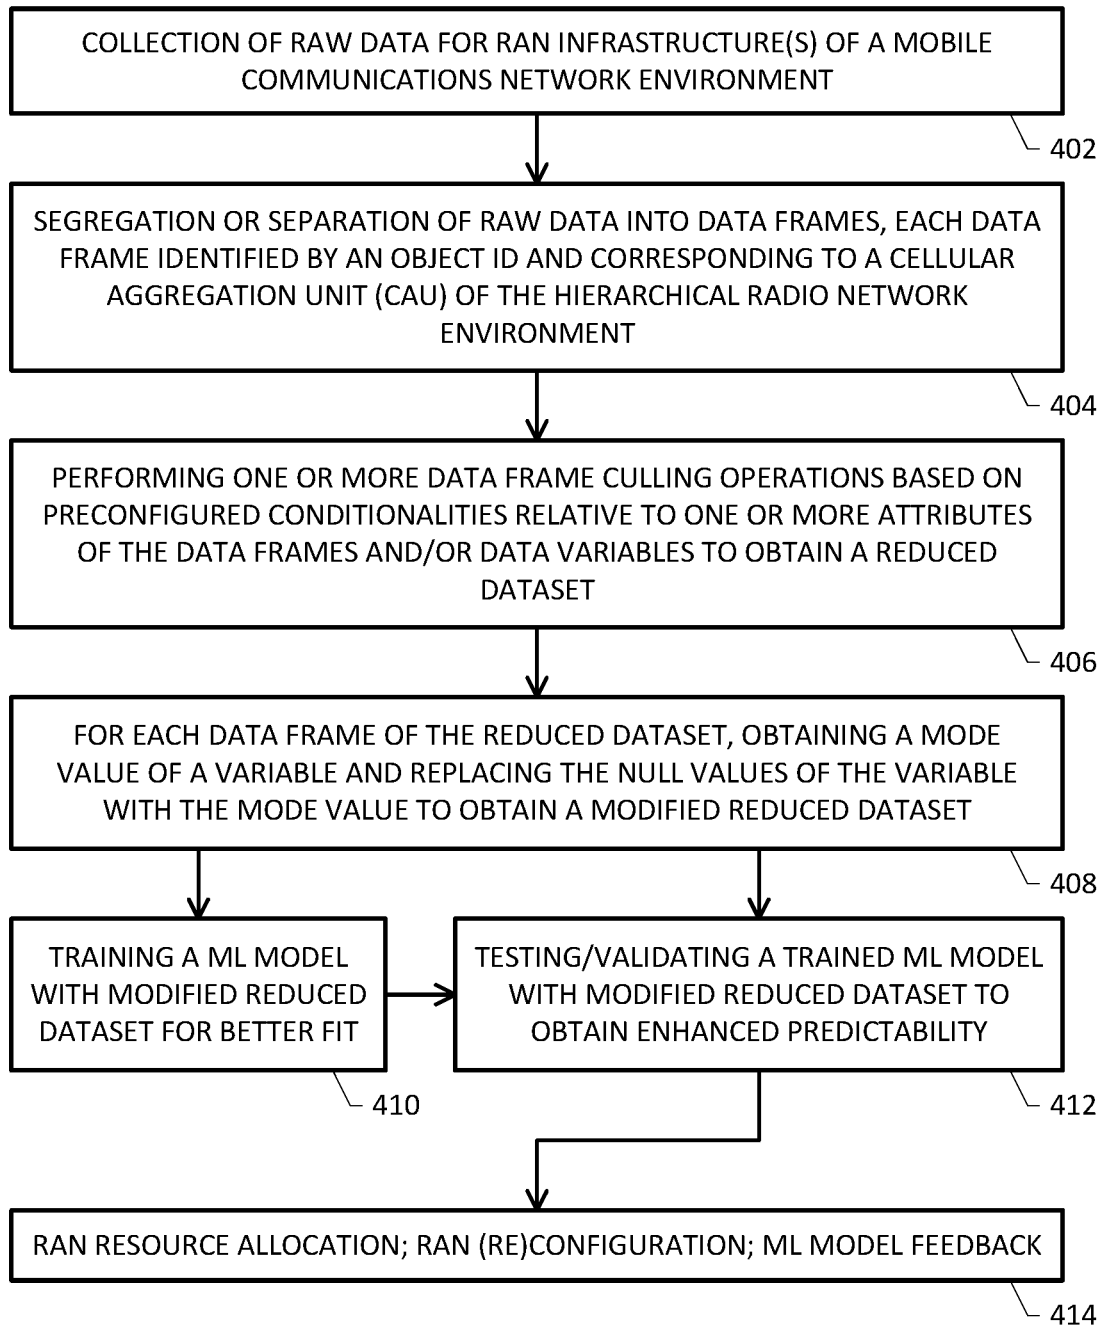 COLLECTION OF RAW DATA FOR RAN INFRASTRUCTURE(S) OF A MOBILE
COMMUNICATIONS NETWORK ENVIRONMENT
402
SEGREGATION OR SEPARATION OF RAW DATA INTO DATA FRAMES, EACH DATA
FRAME IDENTIFIED BY AN OBJECT ID AND CORRESPONDING TO A CELLULAR
AGGREGATION UNIT (CAU) OF THE HIERARCHICAL RADIO NETWORK
ENVIRONMENT
404
PERFORMING ONE OR MORE DATA FRAME CULLING OPERATIONS BASED ON
PRECONFIGURED CONDITIONALITIES RELATIVE TO ONE OR MORE ATTRIBUTES
OF THE DATA FRAMES AND/OR DATA VARIABLES TO OBTAIN A REDUCED
DATASET
406
FOR EACH DATA FRAME OF THE REDUCED DATASET, OBTAINING A MODE
VALUE OF A VARIABLE AND REPLACING THE NULL VALUES OF THE VARIABLE
WITH THE MODE VALUE TO OBTAIN A MODIFIED REDUCED DATASET
408
TRAINING A ML MODEL
WITH MODIFIED REDUCED
DATASET FOR BETTER FIT
410
TESTING/VALIDATING A TRAINED ML MODEL
WITH MODIFIED REDUCED DATASET TO
OBTAIN ENHANCED PREDICTABILITY
412
RAN RESOURCE ALLOCATION; RAN (RE)CONFIGURATION; ML MODEL FEEDBACK
414